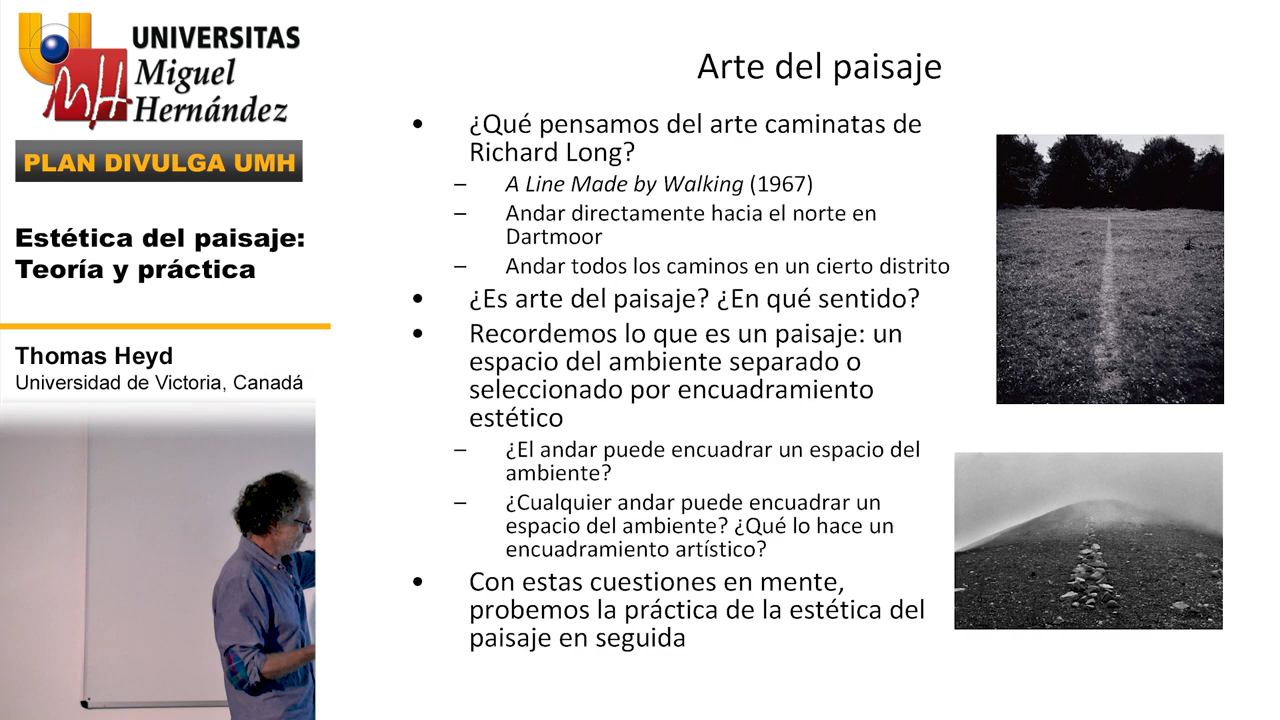 UNIVERSITAS
Miguel
Hernández
PLAN DIVULGA UMH
Estética del paisaje:
Teoría y práctica
Thomas Heyd
Universidad de Victoria, Canadá
Arte del paisaje
• ¿Qué pensamos del arte caminatas de
Richard Long?
– A Line Made by Walking (1967)
– Andar directamente hacia el norte en
Dartmoor
– Andar todos los caminos en un cierto distrito
• ¿Es arte del paisaje? ¿En qué sentido?
• Recordemos lo que es un paisaje: un
espacio del ambiente separado o
seleccionado por encuadramiento
estético
– ¿El andar puede encuadrar un espacio del
ambiente?
– ¿Cualquier andar puede encuadrar un
espacio del ambiente? ¿Qué lo hace un
encuadramiento artístico?
• Con estas cuestiones en mente,
probemos la práctica de la estética del
paisaje en seguida